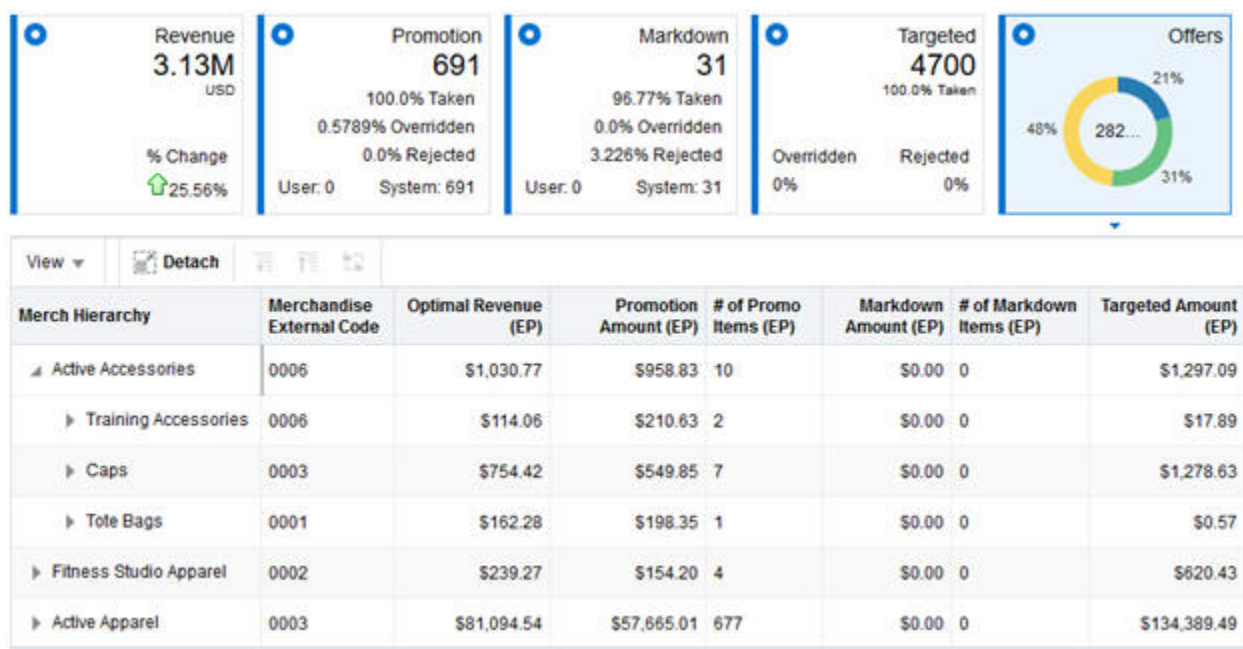 Revenue
3.13M
USD
% Change
25.56%
Promotion
691
100.0% Taken
0.5789% Overridden
0.0% Rejected
User: 0 System: 691
Markdown
31
96.77% Taken
0.0% Overridden
3.226% Rejected
User: 0 System: 31
Targeted
4700
100.0% Taken
Overridden Rejected
0% 0%
Offers
21%
48%
282...
31%
View Detach
Merch Hierarchy Merchandise External Code Optimal Revenue (EP) Promotion Amount (EP) # of Promo Items (EP) Markdown Amount (EP) # of Markdown Items (EP) Targeted Amount (EP)
Active Accessories 0006 $1,030.77 $958.83 10 $0.00 0 $1,297.09
Training Accessories 0006 $114.06 $210.63 2 $0.00 0 $17.89
Caps 0003 $754.42 $549.85 7 $0.00 0 $1,278.63
Tote Bags 0001 $162.28 $198.35 1 $0.00 0 $0.57
Fitness Studio Apparel 0002 $239.27 $154.20 4 $0.00 0 $620.43
Active Apparel 0003 $81,094.54 $57,665.01 677 $0.00 0 $134,389.49